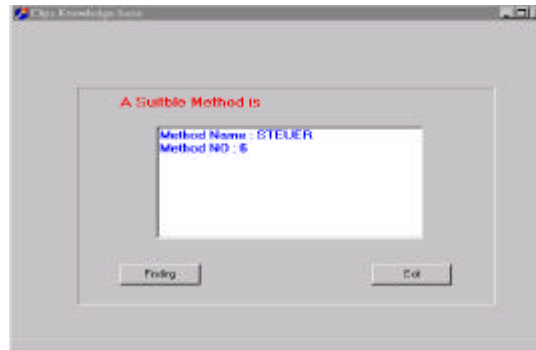 Clips Knowledge Base
A Suitble Method is
Method Name : STEUER
Method NO : 6
Finding
Exit